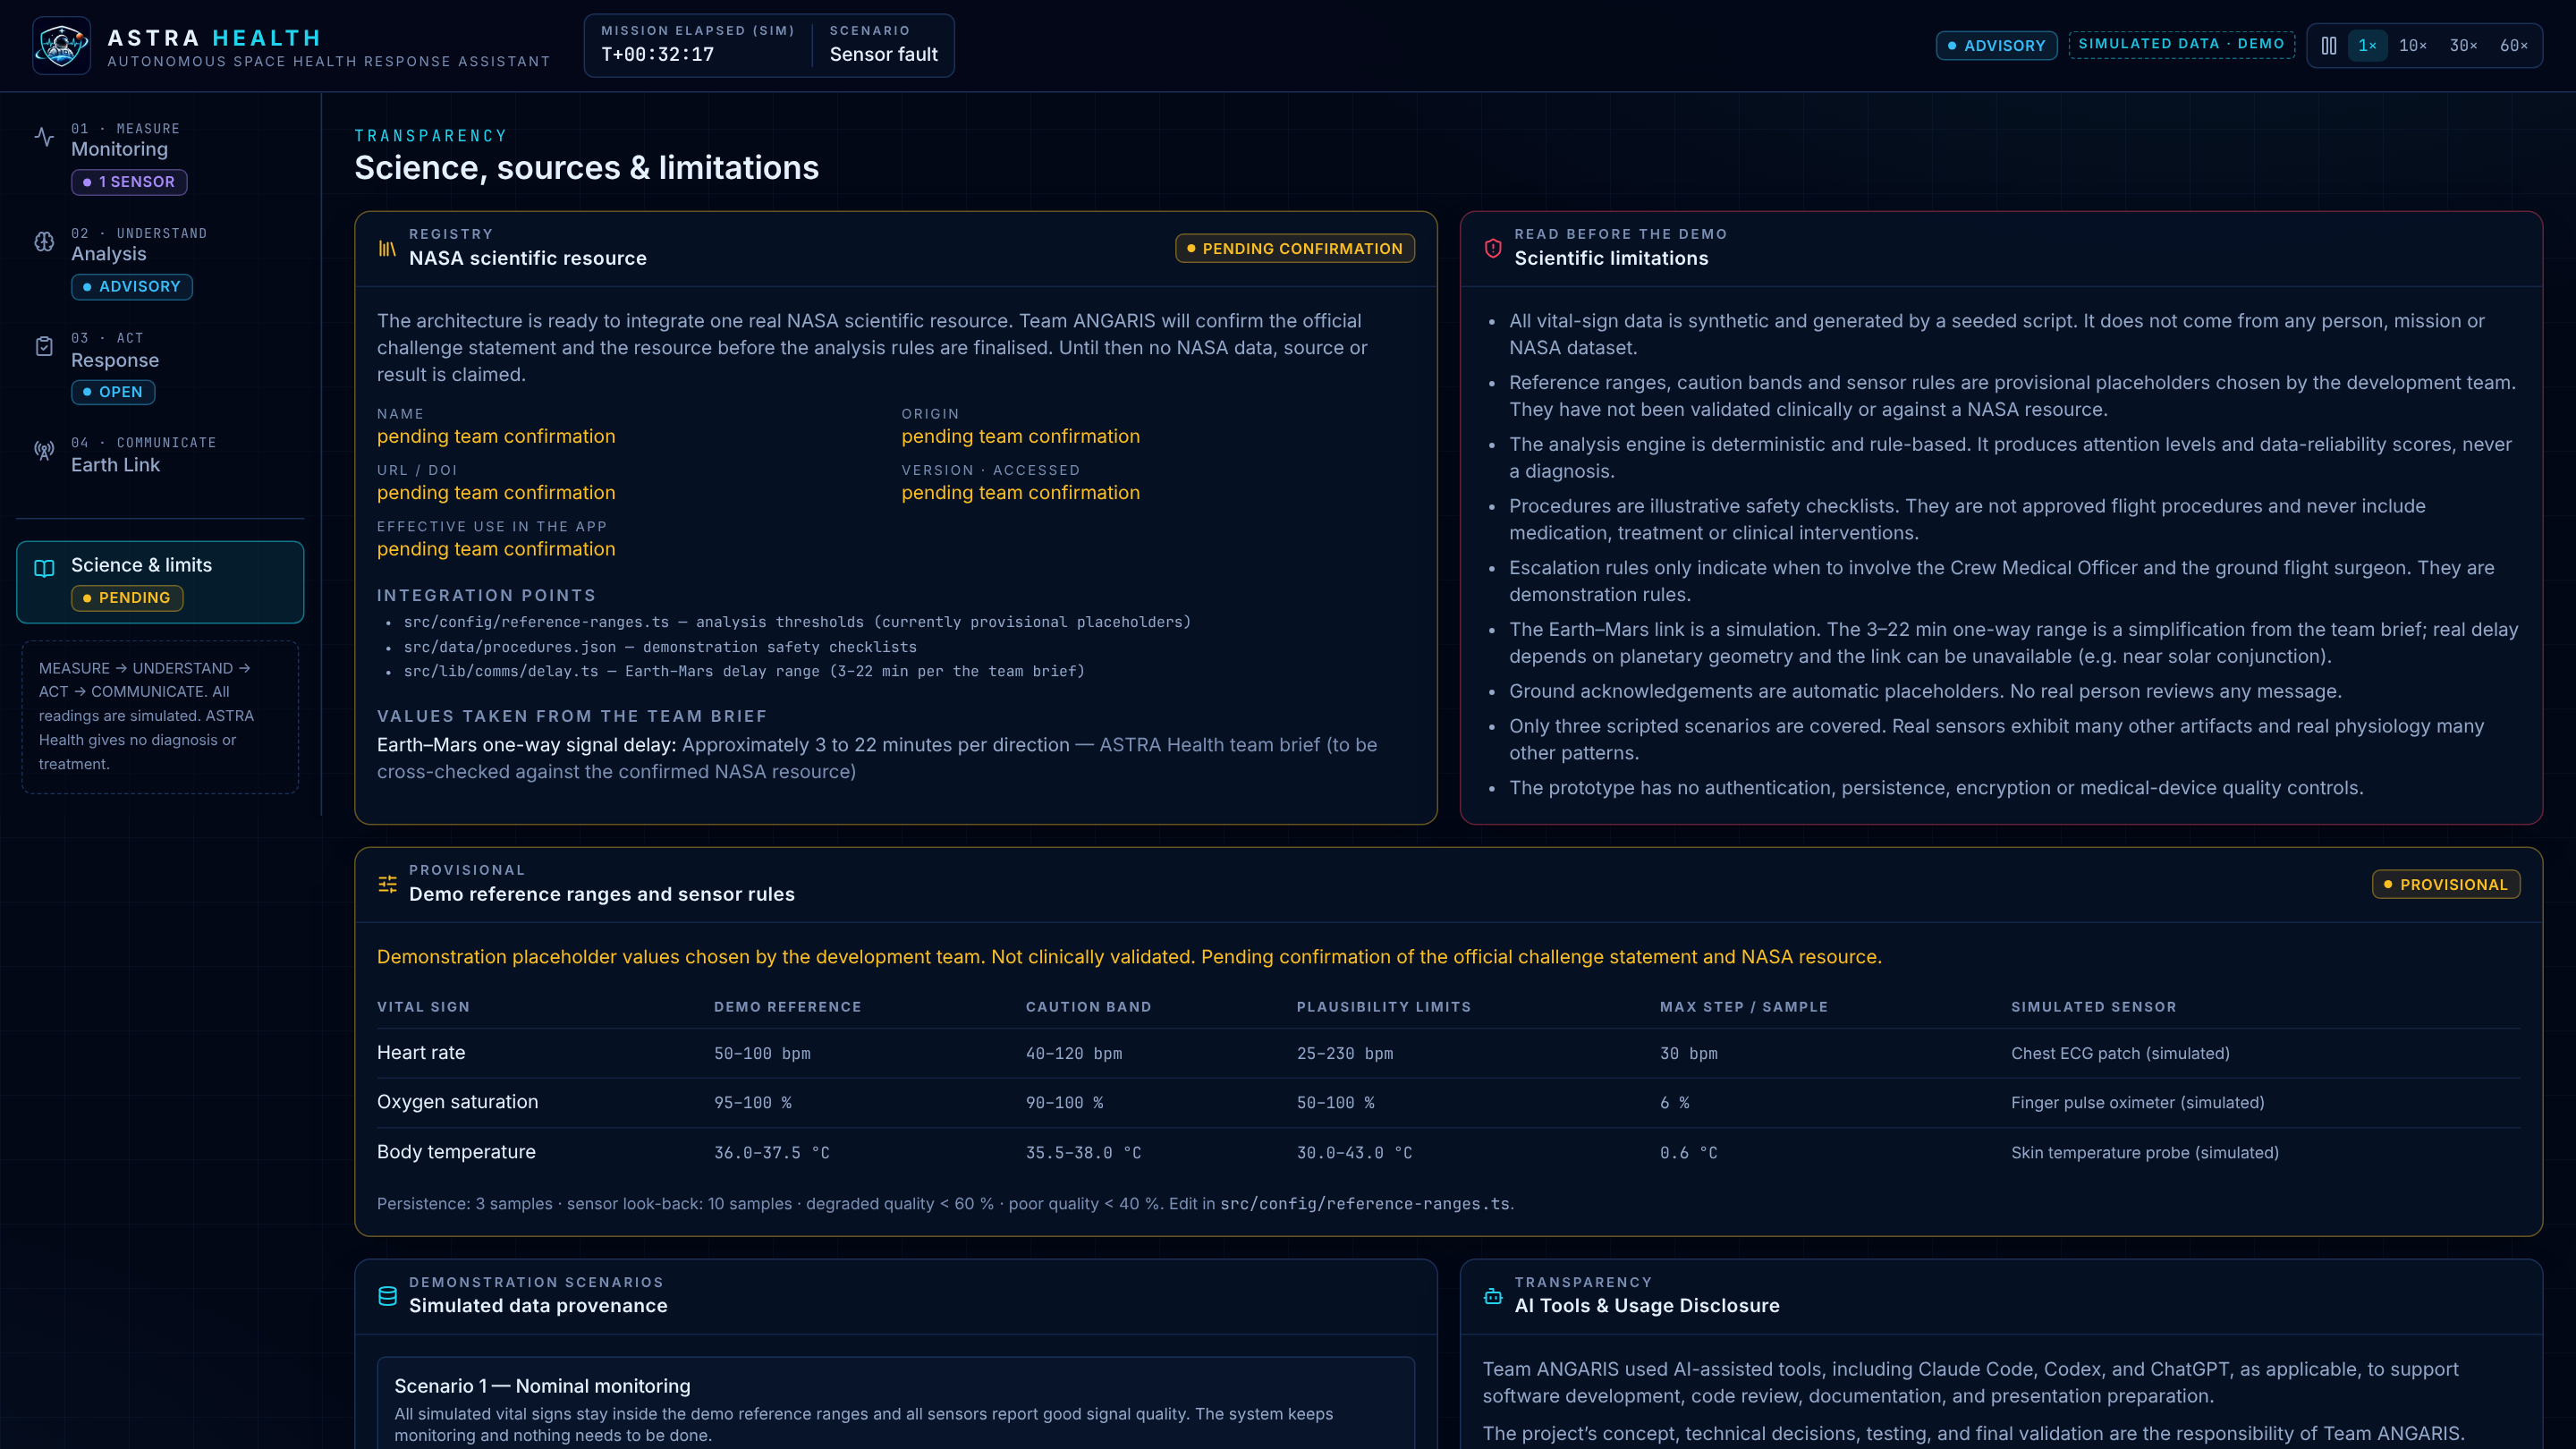 ASTRA HEALTH
AUTONOMOUS SPACE HEALTH RESPONSE ASSISTANT
MISSION ELAPSED (SIM)
T+00:32:17
SCENARIO
Sensor fault
ADVISORY
SIMULATED DATA · DEMO
1×
10×
30×
60×
01 · MEASURE
Monitoring
1 SENSOR
02 · UNDERSTAND
Analysis
ADVISORY
03 · ACT
Response
OPEN
04 · COMMUNICATE
Earth Link
Science & limits
PENDING
MEASURE → UNDERSTAND →
ACT → COMMUNICATE. All
readings are simulated. ASTRA
Health gives no diagnosis or
treatment.
TRANSPARENCY
Science, sources & limitations
REGISTRY
NASA scientific resource
PENDING CONFIRMATION
The architecture is ready to integrate one real NASA scientific resource. Team ANGARIS will confirm the official
challenge statement and the resource before the analysis rules are finalised. Until then no NASA data, source or
result is claimed.
NAME
pending team confirmation
ORIGIN
pending team confirmation
URL / DOI
pending team confirmation
VERSION · ACCESSED
pending team confirmation
EFFECTIVE USE IN THE APP
pending team confirmation
INTEGRATION POINTS
• src/config/reference-ranges.ts — analysis thresholds (currently provisional placeholders)
• src/data/procedures.json — demonstration safety checklists
• src/lib/comms/delay.ts — Earth–Mars delay range (3–22 min per the team brief)
VALUES TAKEN FROM THE TEAM BRIEF
Earth–Mars one-way signal delay: Approximately 3 to 22 minutes per direction — ASTRA Health team brief (to be
cross-checked against the confirmed NASA resource)
READ BEFORE THE DEMO
Scientific limitations
• All vital-sign data is synthetic and generated by a seeded script. It does not come from any person, mission or
NASA dataset.
• Reference ranges, caution bands and sensor rules are provisional placeholders chosen by the development team.
They have not been validated clinically or against a NASA resource.
• The analysis engine is deterministic and rule-based. It produces attention levels and data-reliability scores, never
a diagnosis.
• Procedures are illustrative safety checklists. They are not approved flight procedures and never include
medication, treatment or clinical interventions.
• Escalation rules only indicate when to involve the Crew Medical Officer and the ground flight surgeon. They are
demonstration rules.
• The Earth–Mars link is a simulation. The 3–22 min one-way range is a simplification from the team brief; real delay
depends on planetary geometry and the link can be unavailable (e.g. near solar conjunction).
• Ground acknowledgements are automatic placeholders. No real person reviews any message.
• Only three scripted scenarios are covered. Real sensors exhibit many other artifacts and real physiology many
other patterns.
• The prototype has no authentication, persistence, encryption or medical-device quality controls.
PROVISIONAL
Demo reference ranges and sensor rules
PROVISIONAL
Demonstration placeholder values chosen by the development team. Not clinically validated. Pending confirmation of the official challenge statement and NASA resource.
VITAL SIGN DEMO REFERENCE CAUTION BAND PLAUSIBILITY LIMITS MAX STEP / SAMPLE SIMULATED SENSOR
Heart rate 50–100 bpm 40–120 bpm 25–230 bpm 30 bpm Chest ECG patch (simulated)
Oxygen saturation 95–100 % 90–100 % 50–100 % 6 % Finger pulse oximeter (simulated)
Body temperature 36.0–37.5 °C 35.5–38.0 °C 30.0–43.0 °C 0.6 °C Skin temperature probe (simulated)
Persistence: 3 samples · sensor look-back: 10 samples · degraded quality < 60 % · poor quality < 40 %. Edit in src/config/reference-ranges.ts.
DEMONSTRATION SCENARIOS
Simulated data provenance
Scenario 1 — Nominal monitoring
All simulated vital signs stay inside the demo reference ranges and all sensors report good signal quality. The system keeps
monitoring and nothing needs to be done.
TRANSPARENCY
AI Tools & Usage Disclosure
Team ANGARIS used AI-assisted tools, including Claude Code, Codex, and ChatGPT, as applicable, to support
software development, code review, documentation, and presentation preparation.
The project's concept, technical decisions, testing, and final validation are the responsibility of Team ANGARIS.